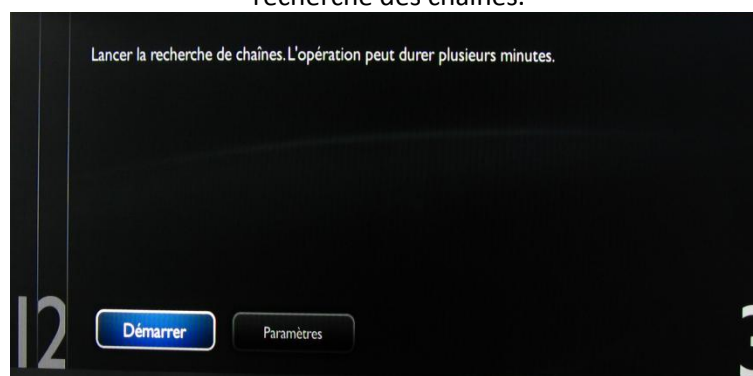 recherche des chaînes.
Lancer la recherche de chaînes. L'opération peut durer plusieurs minutes.
12
Démarrer
Paramètres